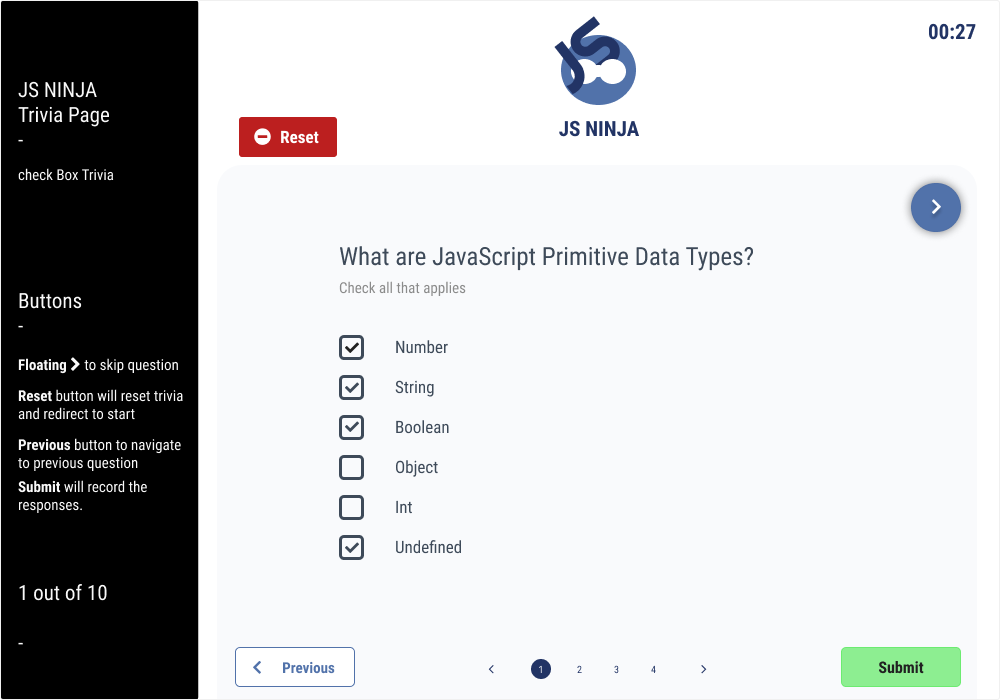 JS NINJA
Trivia Page
-
check Box Trivia
Buttons
-
Floating > to skip question
Reset button will reset trivia
and redirect to start
Previous button to navigate
to previous question
Submit will record the
responses.
1 out of 10
-
00:27
JS
JS NINJA
Reset
What are JavaScript Primitive Data Types?
Check all that applies
Number
String
Boolean
Object
Int
Undefined
Previous
< 1 2 3 4 >
Submit